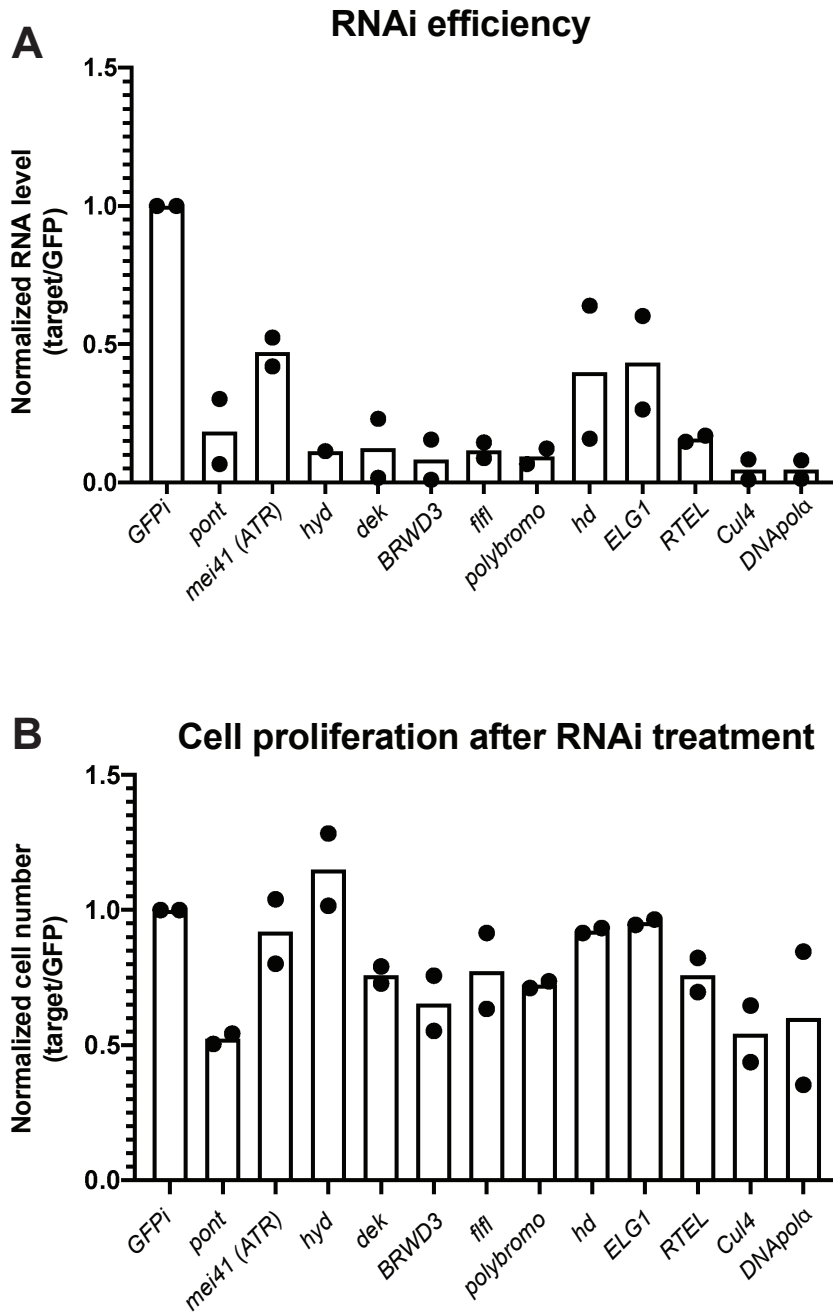 A
RNAi efficiency
Normalized RNA level
(target/GFP)
1.5
1.0
0.5
0.0
GFPi
pont
mei41 (ATR)
hyd
dek
BRWD3
flfl
polybromo
hd
ELG1
RTEL
Cul4
DNApolα
B
Cell proliferation after RNAi treatment
Normalized cell number
(target/GFP)
1.5
1.0
0.5
0.0
GFPi
pont
mei41 (ATR)
hyd
dek
BRWD3
flfl
polybromo
hd
ELG1
RTEL
Cul4
DNApolα